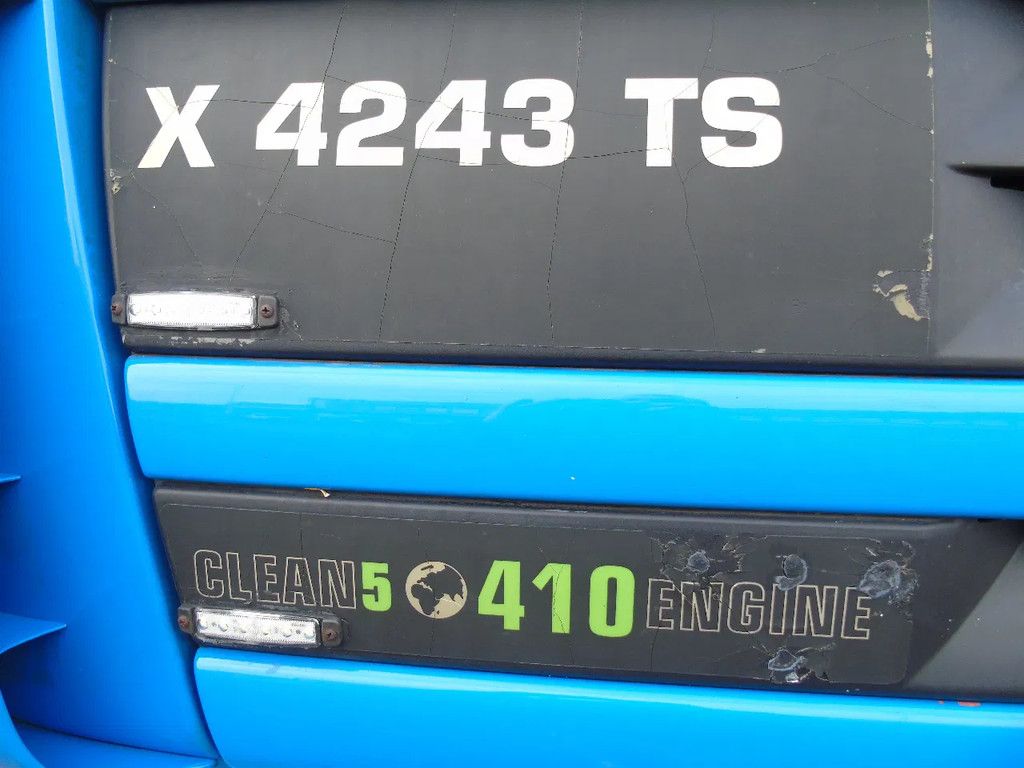 X 4243 TS
CLEAN5 410 ENGINE